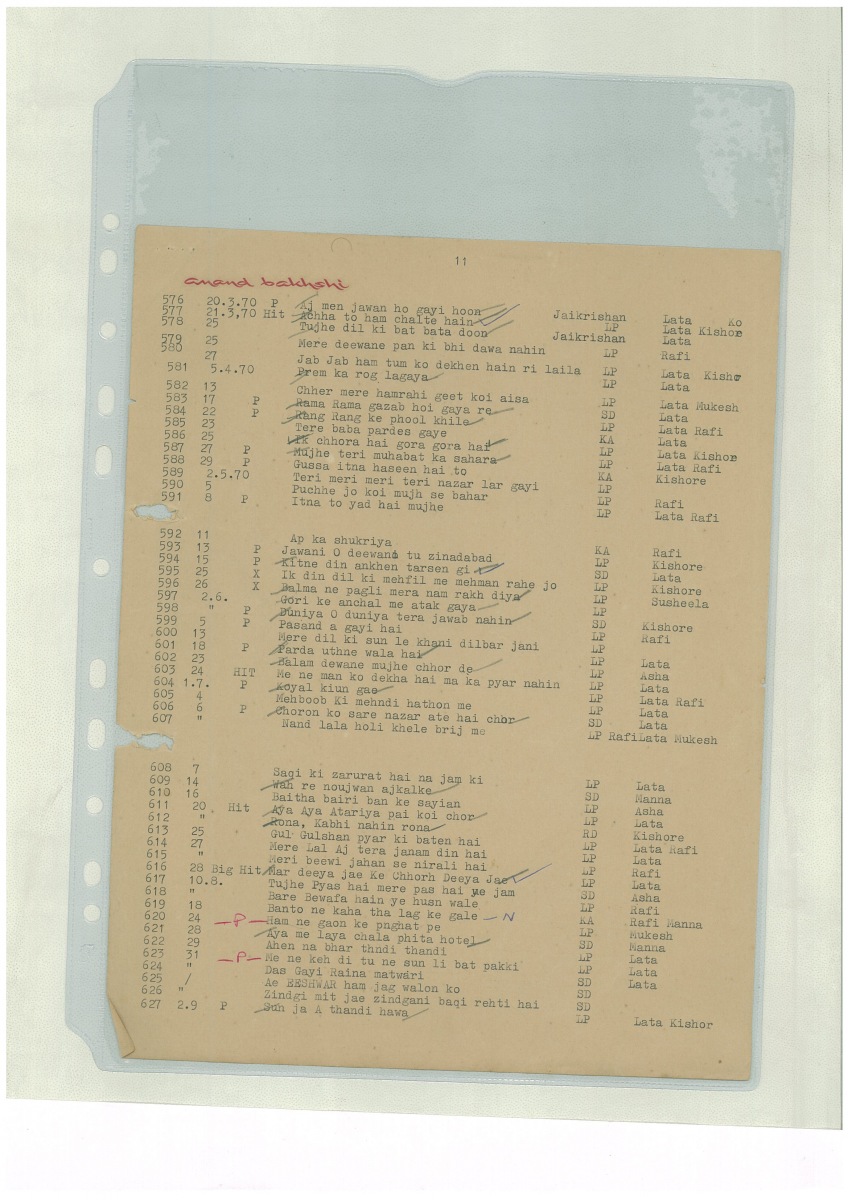 11
anand bakhshi
576 20.3.70 P Aj men jawan ho gayi hoon Jaikrishan Lata Ko
577 21.3,70 Hit Achha to ham chalte hain LP Lata Kishor
578 25 Tujhe dil ki bat bata doon Jaikrishan Lata
579 25 Mere deewane pan ki bhi dawa nahin LP Rafi
580 27 Jab Jab ham tum ko dekhen hain ri laila LP Lata Kishor
581 5.4.70 Prem ka rog lagaya LP Lata
582 13 Chher mere hamrahi geet koi aisa LP Lata Mukesh
583 17 P Rama Rama gazab hoi gaya re SD Lata
584 22 P Rang Rang ke phool khile LP Lata Rafi
585 23 Tere baba pardes gaye KA Lata
586 25 Ik chhora hai gora gora hai LP Lata Kishor
587 27 P Mujhe teri muhabat ka sahara LP Lata Rafi
588 29 P Gussa itna haseen hai to KA Kishore
589 2.5.70 Teri meri meri teri nazar lar gayi LP
590 5 Puchhe jo koi mujh se bahar LP Rafi
591 8 P Itna to yad hai mujhe LP Lata Rafi
592 11 Ap ka shukriya KA Rafi
593 13 P Jawani O deewana tu zinadabad LP Kishore
594 15 P Kitne din ankhen tarsen gi SD Lata
595 25 X Ik din dil ki mehfil me mehman rahe jo LP Kishore
596 26 X Balma ne pagli mera nam rakh diya LP Susheela
597 2.6. Gori ke anchal me atak gaya LP
598 " P Duniya O duniya tera jawab nahin SD Kishore
599 5 P Pasand a gayi hai LP Rafi
600 13 Mere dil ki sun le khani dilbar jani LP
601 18 P Parda uthne wala hai LP Lata
602 23 Balam dewane mujhe chhor de LP Asha
603 24 HIT Me ne man ko dekha hai ma ka pyar nahin LP Lata
604 1.7. P Koyal kiun gae LP Lata Rafi
605 4 Mehboob Ki mehndi hathon me LP Lata
606 6 P Choron ko sare nazar ate hai chor SD Lata
607 " Nand lala holi khele brij me LP RafiLata Mukesh
608 7 Saqi ki zarurat hai na jam ki LP Lata
609 14 Wah re noujwan ajkalke SD Manna
610 16 Baitha bairi ban ke sayian LP Asha
611 20 Hit Aya Aya Atariya pai koi chor LP Lata
612 " Rona, Kabhi nahin rona RD Kishore
613 25 Gul Gulshan pyar ki baten hai LP Lata Rafi
614 27 Mere Lal Aj tera janam din hai LP Lata
615 " Meri beewi jahan se nirali hai LP Rafi
616 28 Big Hit Mar deeya jae Ke Chhorh Deeya Jae LP Lata
617 10.8. Tujhe Pyas hai mere pas hai ye jam SD Asha
618 " Bare Bewafa hain ye husn wale LP Rafi
619 18 Banto ne kaha tha lag ke gale - N KA Rafi Manna
620 24 -P- Ham ne gaon ke pnghat pe LP Mukesh
621 28 Aya me laya chala phita hotel SD Manna
622 29 Ahen na bhar thndi thandi LP Lata
623 31 -P- Me ne keh di tu ne sun li bat pakki LP Lata
624 " Das Gayi Raina matwari SD Lata
625 / Ae EESHWAR ham jag walon ko SD
626 " Zindgi mit jae zindgani baqi rehti hai SD
627 2.9 P Sun ja A thandi hawa LP Lata Kishor